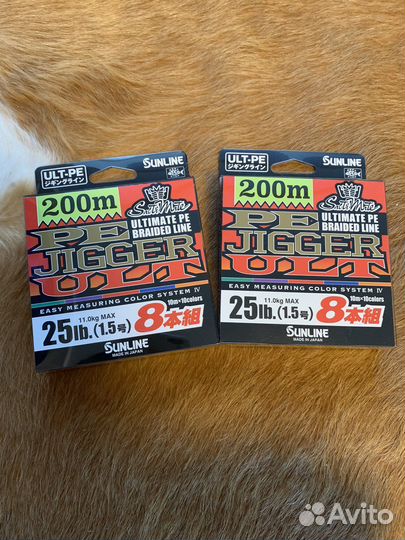 ULT-PE
ジギングライン
SUNLINE
200m
SaltiMate
ULTIMATE PE
BRAIDED LINE
PE
JIGGER
ULT
EASY MEASURING COLOR SYSTEM IV
10m×10colors
11.0kg MAX
25lb.(1.5号)
8本組
SUNLINE
MADE IN JAPAN
ULT-PE
ジギングライン
SUNLINE
200m
SaltiMate
ULTIMATE PE
BRAIDED LINE
PE
JIGGER
ULT
EASY MEASURING COLOR SYSTEM IV
10m×10colors
11.0kg MAX
25lb.(1.5号)
8本組
SUNLINE
MADE IN JAPAN
Avito